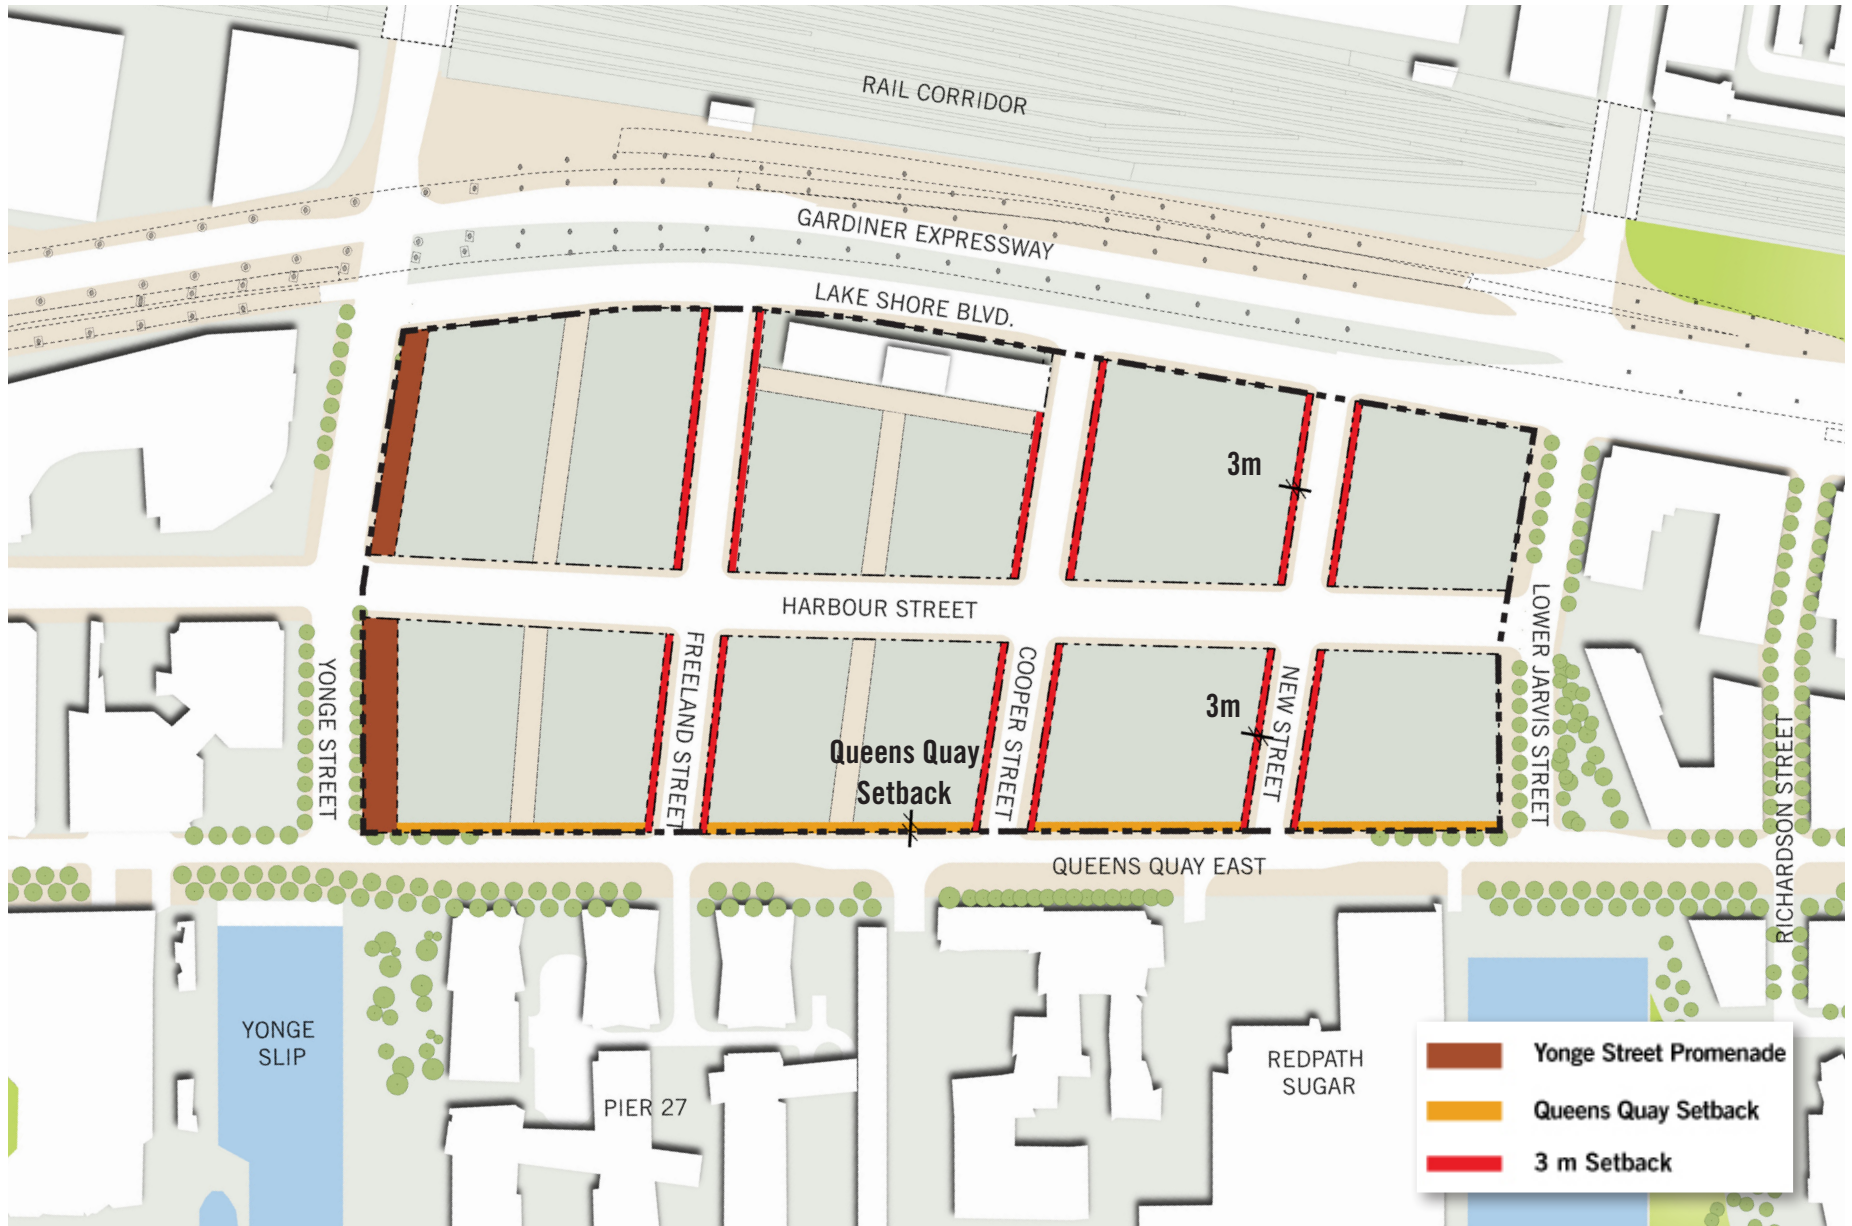 RAIL CORRIDOR
GARDINER EXPRESSWAY
LAKE SHORE BLVD.
3m
HARBOUR STREET
YONGE STREET
FREELAND STREET
COOPER STREET
NEW STREET
LOWER JARVIS STREET
RICHARDSON STREET
3m
Queens Quay
Setback
QUEENS QUAY EAST
YONGE
SLIP
PIER 27
REDPATH
SUGAR
Yonge Street Promenade
Queens Quay Setback
3 m Setback